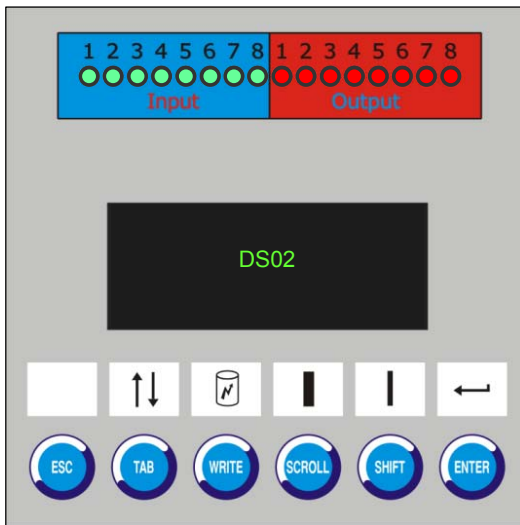 1 2 3 4 5 6 7 8 1 2 3 4 5 6 7 8
Input Output
DS02
ESC TAB WRITE SCROLL SHIFT ENTER